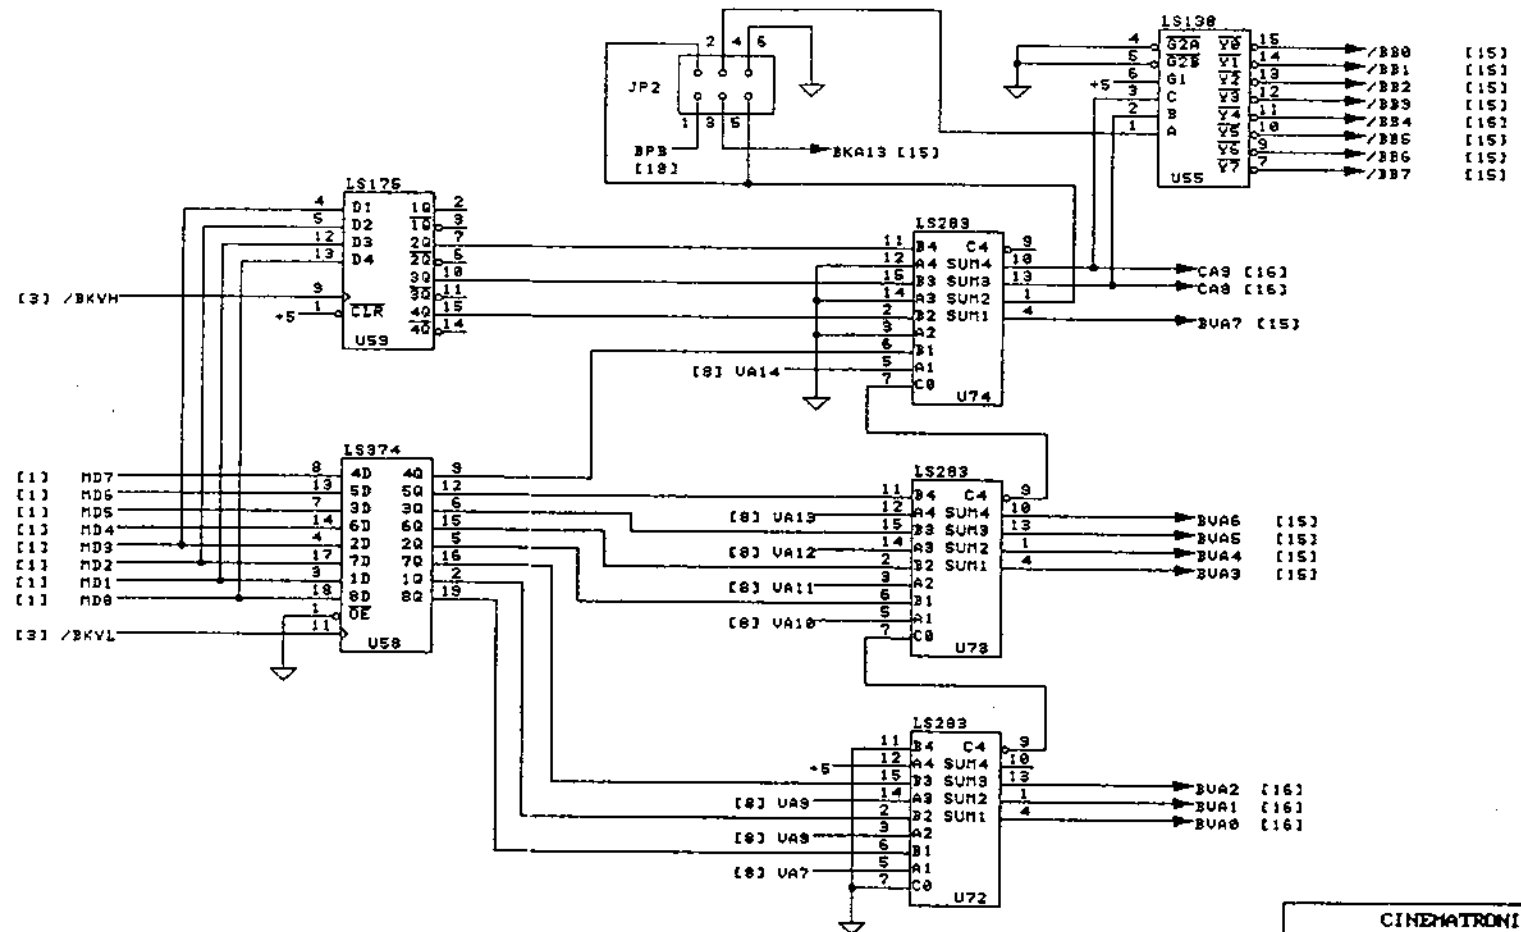 LS138
4 G2A Y0 15 /BB0 [15]
5 G2B Y1 14 /BB1 [15]
+5 6 G1 Y2 13 /BB2 [15]
3 C Y3 12 /BB3 [15]
2 B Y4 11 /BB4 [16]
1 A Y5 10 /BB5 [15]
Y6 9 /BB6 [15]
Y7 7 /BB7 [15]
U55
2 4 6
JP2
1 3 5
BPB
[18]
BKA13 [15]
LS175
4 D1 1Q 2
5 D2 1Q 3
12 D3 2Q 7
13 D4 2Q 6
3Q 10
[3] /BKVH 9 3Q 11
+5 1 CLR 4Q 15
4Q 14
U59
LS283
11 B4 C4 9
12 A4 SUM4 10 CA9 [16]
15 B3 SUM3 13 CA8 [16]
14 A3 SUM2 1
2 B2 SUM1 4 BVA7 [15]
3 A2
6 B1
[8] VA14 5 A1
7 C0
U74
LS374
[1] MD7 8 4D 4Q 9
[1] MD6 13 5D 5Q 12
[1] MD5 7 3D 3Q 6
[1] MD4 14 6D 6Q 15
[1] MD3 4 2D 2Q 5
[1] MD2 17 7D 7Q 16
[1] MD1 3 1D 1Q 2
[1] MD0 18 8D 8Q 19
1 OE
[3] /BKVL 11
U58
LS283
11 B4 C4 9
[8] VA13 12 A4 SUM4 10 BVA6 [15]
15 B3 SUM3 13 BVA5 [15]
[8] VA12 14 A3 SUM2 1 BVA4 [15]
2 B2 SUM1 4 BVA3 [15]
[8] VA11 3 A2
6 B1
[8] VA10 5 A1
7 C0
U73
LS283
11 B4 C4 9
+5 12 A4 SUM4 10
15 B3 SUM3 13 BVA2 [16]
[8] VA9 14 A3 SUM2 1 BVA1 [16]
2 B2 SUM1 4 BVA0 [16]
[8] 3 A2
6 B1
[8] VA7 5 A1
7 C0
U72
CINEMATRONI